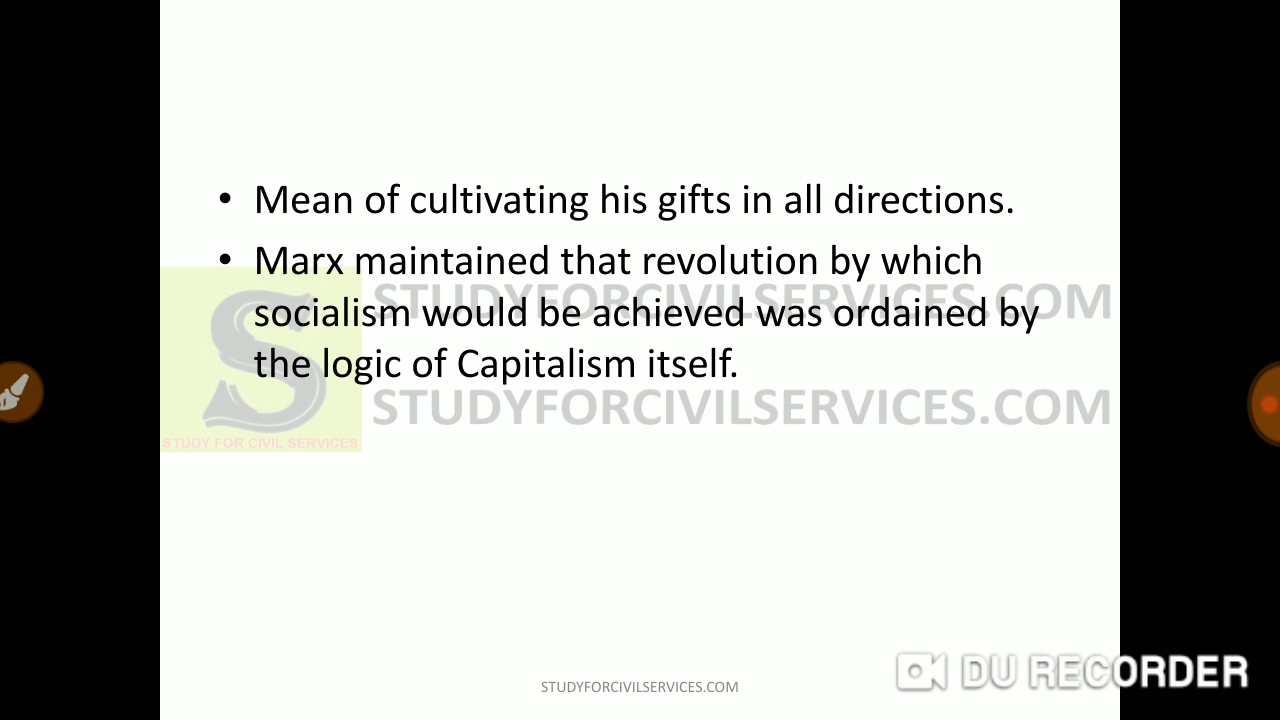 • Mean of cultivating his gifts in all directions.
• Marx maintained that revolution by which
socialism would be achieved was ordained by
the logic of Capitalism itself.
STUDYFORCIVILSERVICES.COM
STUDYFORCIVILSERVICES.COM
S
STUDY FOR CIVIL SERVICES
STUDYFORCIVILSERVICES.COM
DU RECORDER